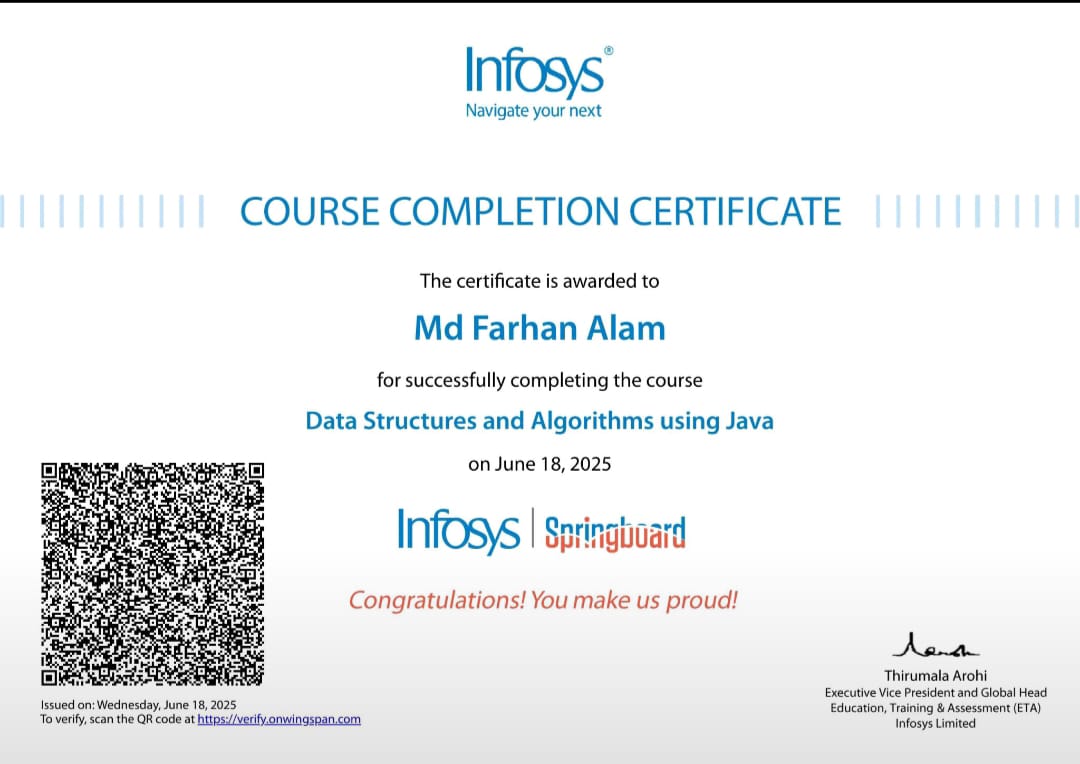 Infosys®
Navigate your next
COURSE COMPLETION CERTIFICATE
The certificate is awarded to
Md Farhan Alam
for successfully completing the course
Data Structures and Algorithms using Java
on June 18, 2025
Infosys | Springboard
Congratulations! You make us proud!
Issued on: Wednesday, June 18, 2025
To verify, scan the QR code at https://verify.onwingspan.com
Thirumala Arohi
Executive Vice President and Global Head
Education, Training & Assessment (ETA)
Infosys Limited